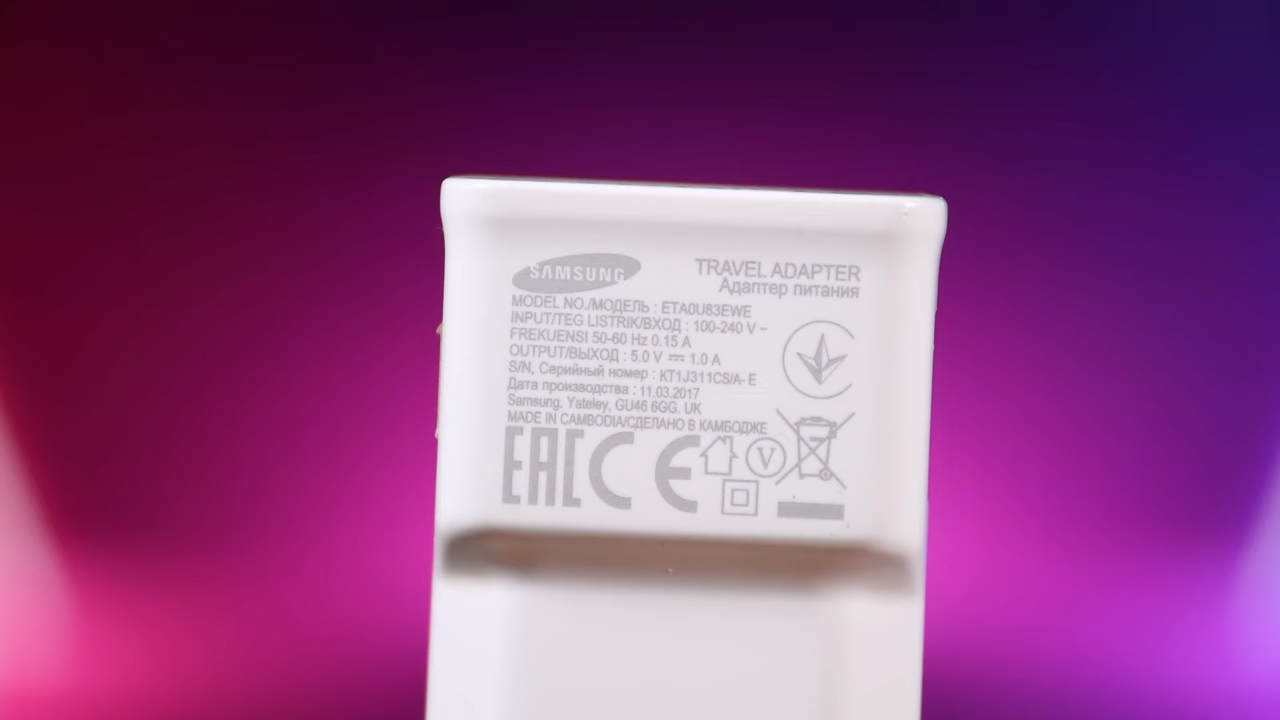 SAMSUNG
TRAVEL ADAPTER
Адаптер питания
MODEL NO./МОДЕЛЬ : ETA0U83EWE
INPUT/TEG LISTRIK/ВХОД : 100-240 V ~
FREKUENSI 50-60 Hz 0.15 A
OUTPUT/ВЫХОД : 5.0 V ⎓ 1.0 A
S/N, Серийный номер : KT1J311CS/A- E
Дата производства : 11.03.2017
Samsung. Yateley, GU46 6GG. UK
MADE IN CAMBODIA/СДЕЛАНО В КАМБОДЖЕ
EAC CE V